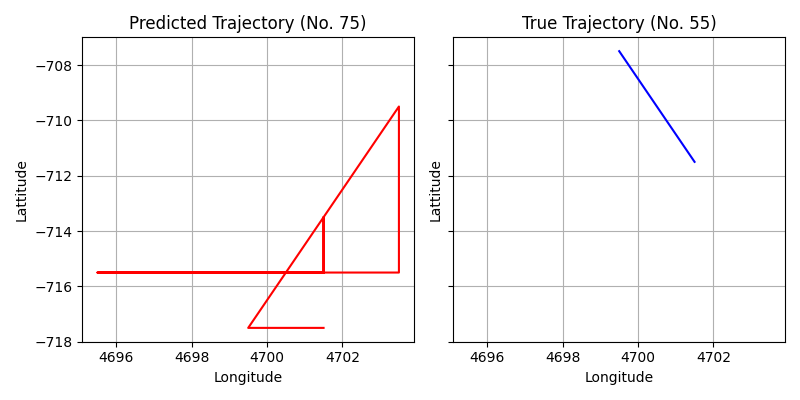 Predicted Trajectory (No. 75)
True Trajectory (No. 55)
−708
−710
−712
−714
−716
−718
Lattitude
Lattitude
4696 4698 4700 4702
4696 4698 4700 4702
Longitude
Longitude